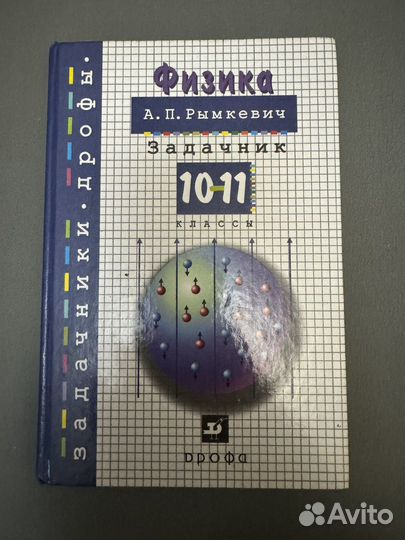 Физика
А.П.Рымкевич
Задачник
10-11
КЛАССЫ
дрофа
задачники·дрофы·
Avito